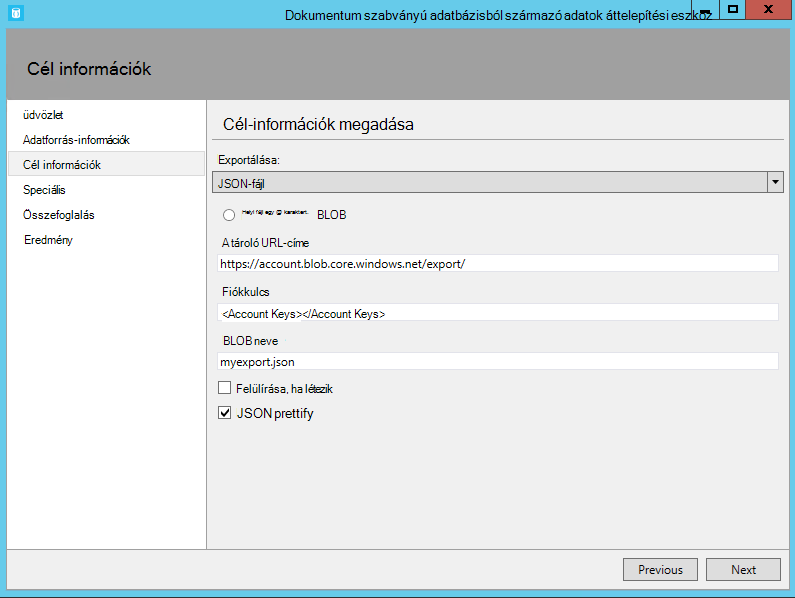 Dokumentum szabványú adatbázisból származó adatok áttelepítési eszköz
Cél információk
üdvözlet
Adatforrás-információk
Cél információk
Speciális
Összefoglalás
Eredmény
Cél-információk megadása
Exportálása:
JSON-fájl
Helyi fájl egy @ karaktert. BLOB
A tároló URL-címe
https://account.blob.core.windows.net/export/
Fiókkulcs
<Account Keys></Account Keys>
BLOB neve
myexport.json
Felülírása, ha létezik
JSON prettify
Previous Next